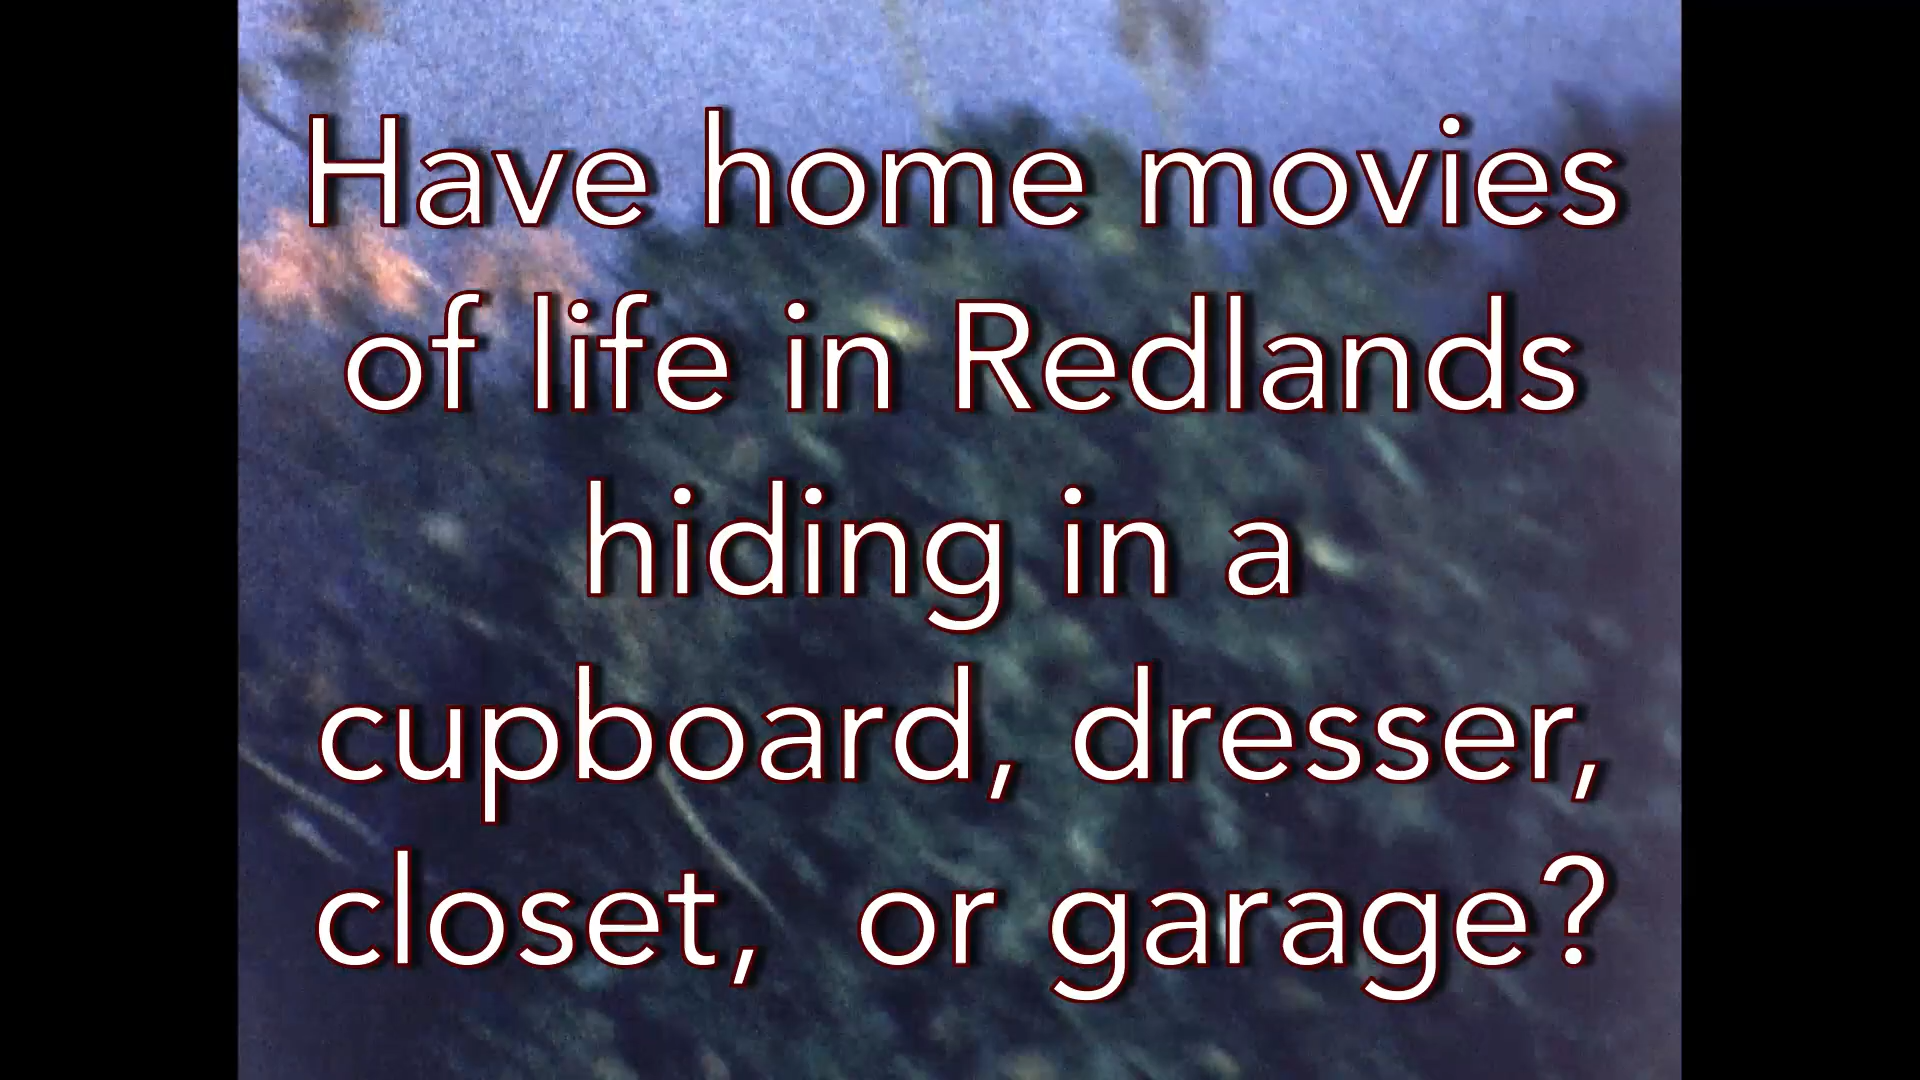 Have home movies
of life in Redlands
hiding in a
cupboard, dresser,
closet,  or garage?